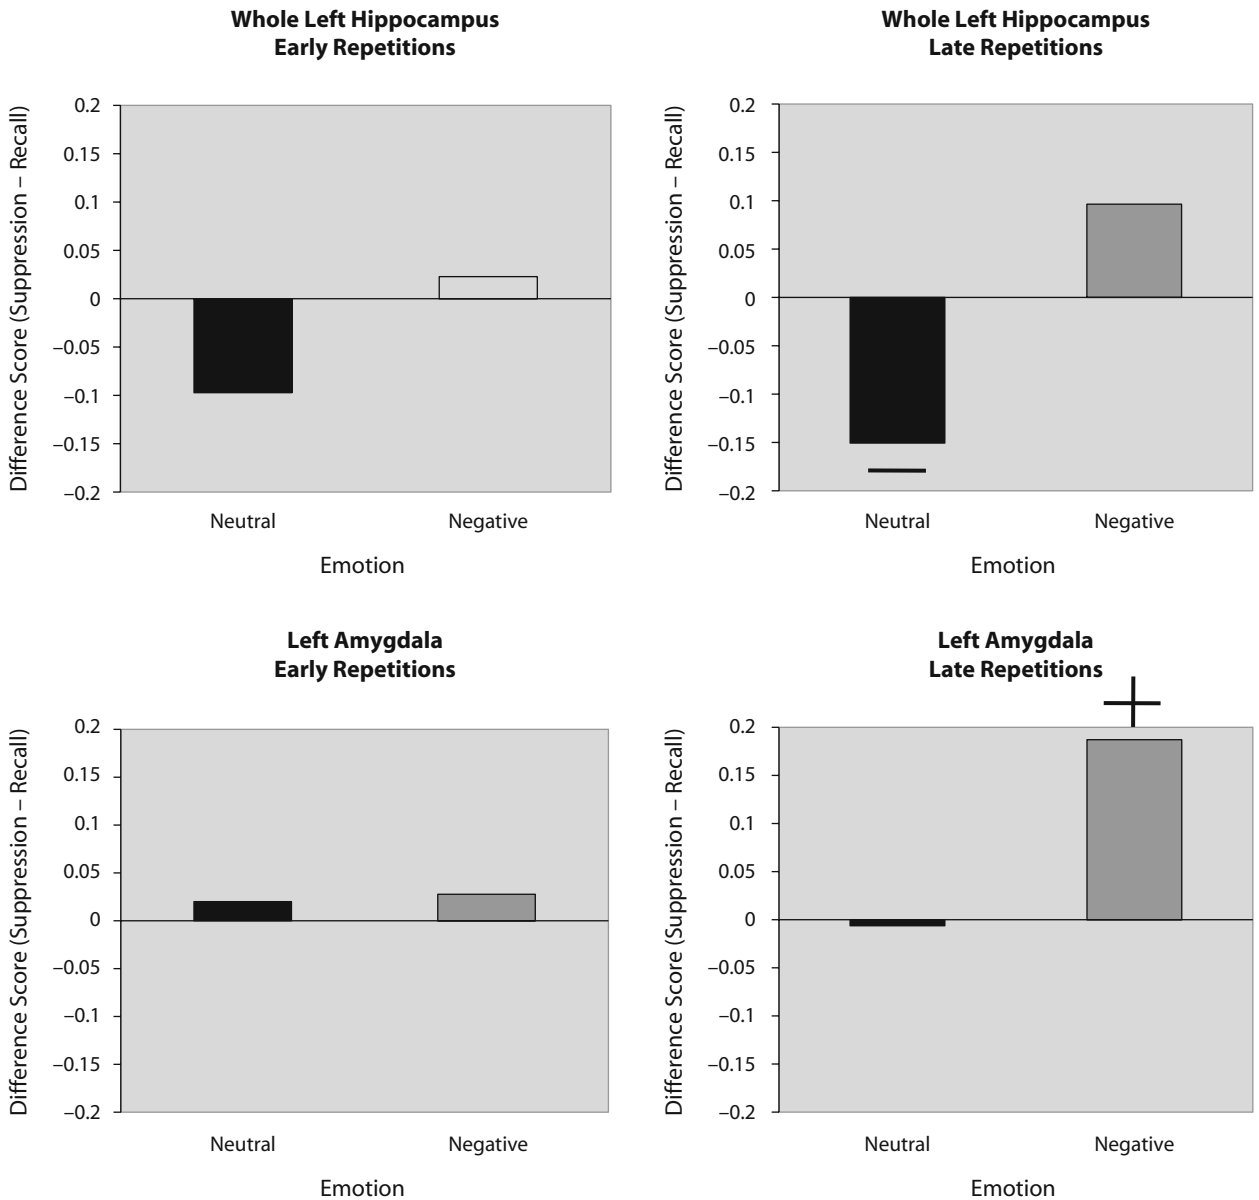 Whole Left Hippocampus
Early Repetitions
Difference Score (Suppression – Recall)
0.2
0.15
0.1
0.05
0
–0.05
–0.1
–0.15
–0.2
Neutral Negative
Emotion
Whole Left Hippocampus
Late Repetitions
Difference Score (Suppression – Recall)
0.2
0.15
0.1
0.05
0
–0.05
–0.1
–0.15
–0.2
Neutral Negative
Emotion
Left Amygdala
Early Repetitions
Difference Score (Suppression – Recall)
0.2
0.15
0.1
0.05
0
–0.05
–0.1
–0.15
–0.2
Neutral Negative
Emotion
Left Amygdala
Late Repetitions
Difference Score (Suppression – Recall)
0.2
0.15
0.1
0.05
0
–0.05
–0.1
–0.15
–0.2
Neutral Negative
Emotion